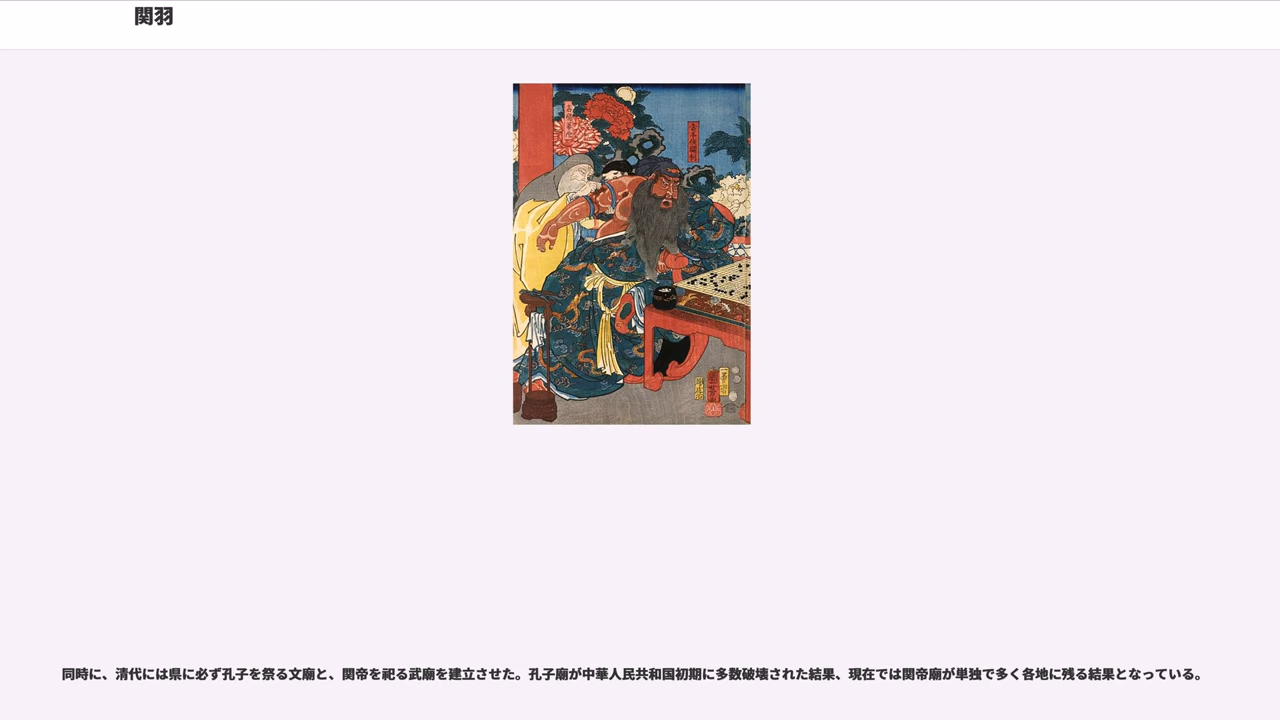 関羽
同時に、清代には県に必ず孔子を祭る文廟と、関帝を祀る武廟を建立させた。孔子廟が中華人民共和国初期に多数破壊された結果、現在では関帝廟が単独で多く各地に残る結果となっている。